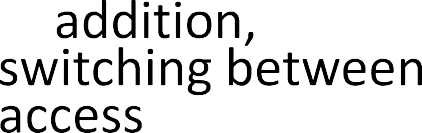 addition,
switching between
access